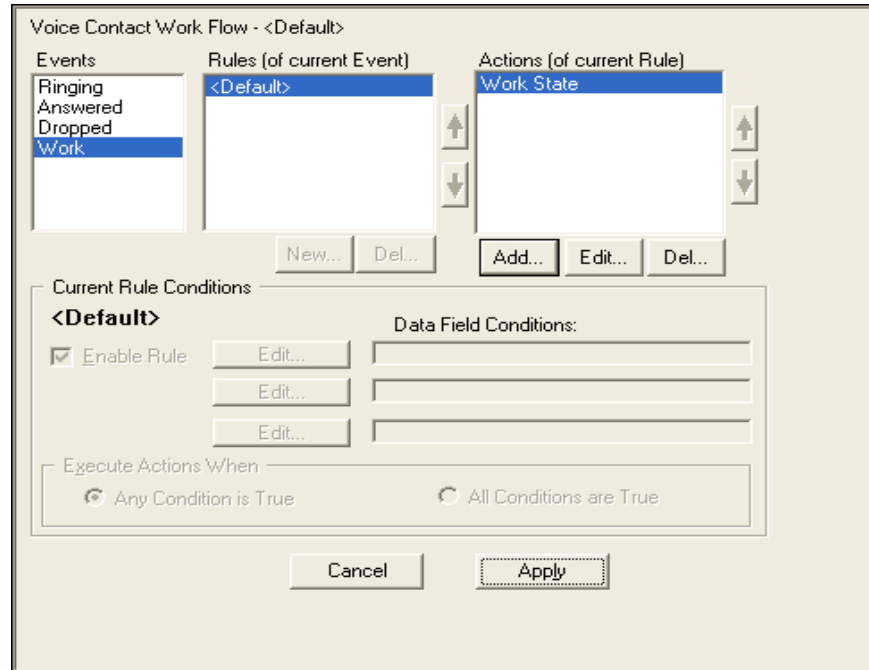 Voice Contact Work Flow - <Default>
Events Rules (of current Event) Actions (of current Rule)
Ringing <Default> Work State
Answered
Dropped
Work
New... Del... Add... Edit... Del...
Current Rule Conditions
<Default> Data Field Conditions:
Enable Rule Edit...
Edit...
Edit...
Execute Actions When
Any Condition is True All Conditions are True
Cancel Apply